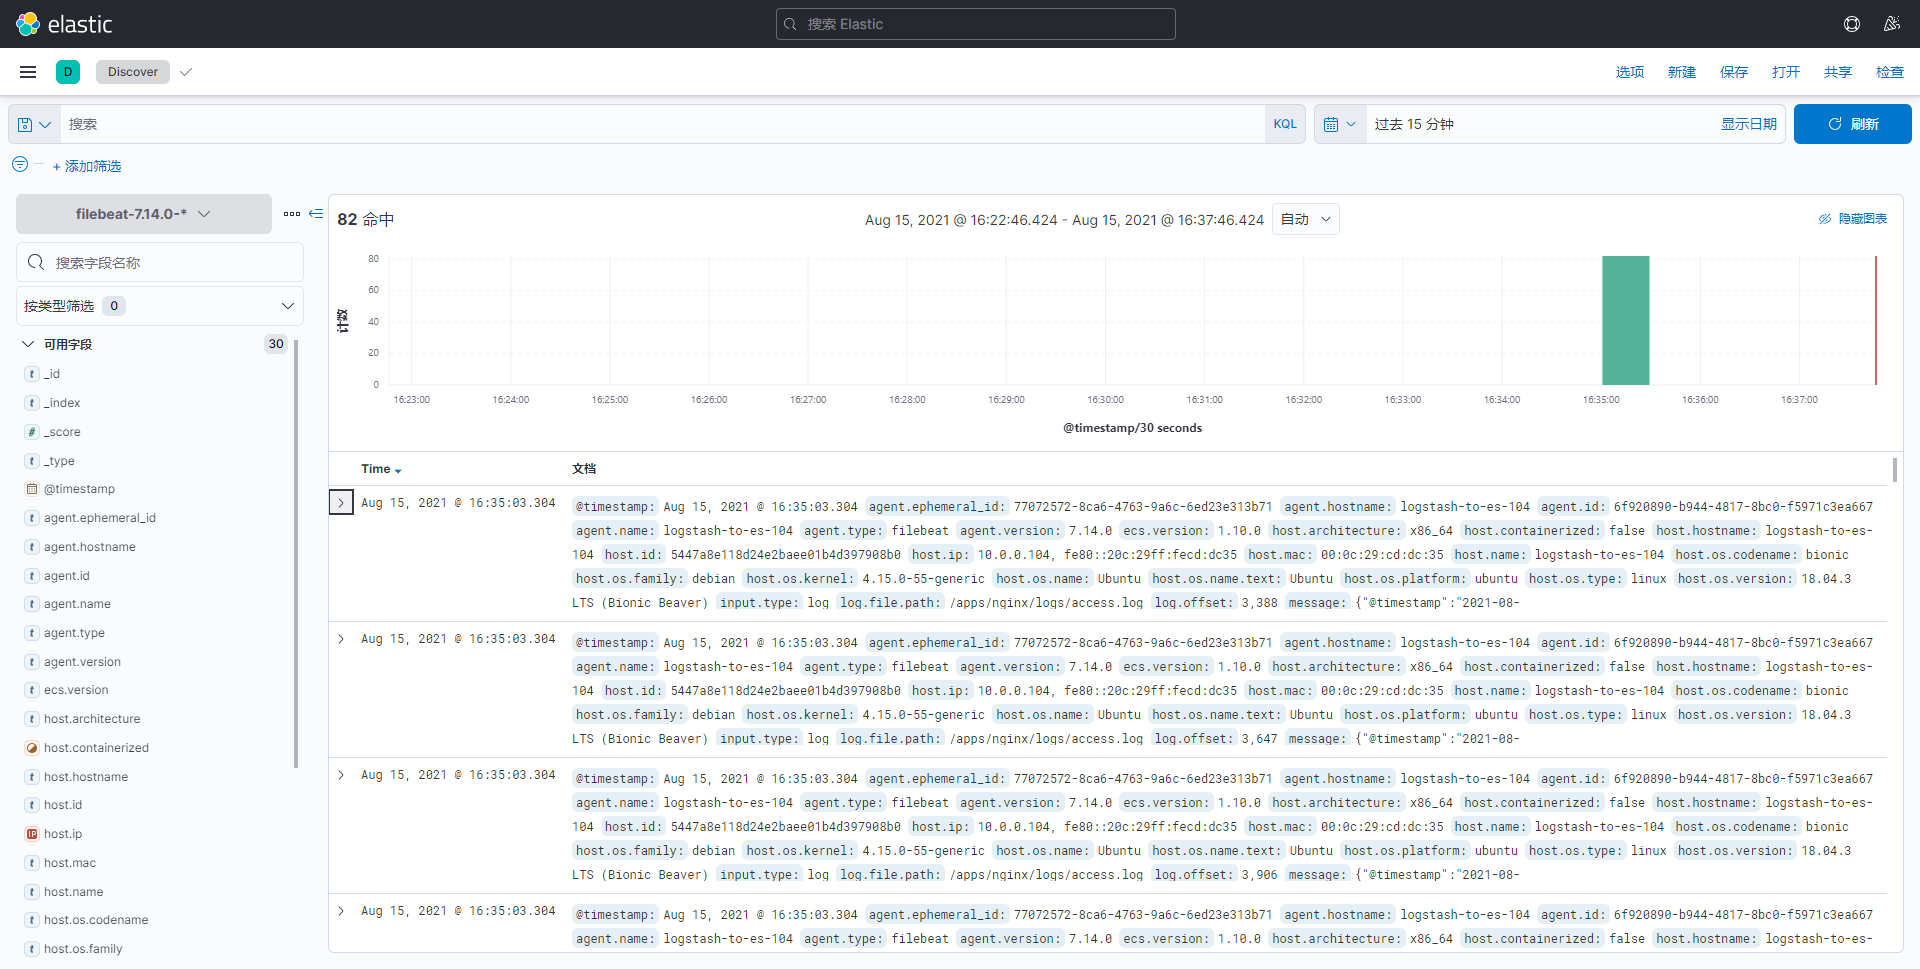 elastic
搜索 Elastic
D
Discover
选项 新建 保存 打开 共享 检查
搜索
KQL
过去 15 分钟
显示日期
刷新
+ 添加筛选
filebeat-7.14.0-*
搜索字段名称
按类型筛选 0
可用字段 30
t _id
t _index
# _score
t _type
@timestamp
t agent.ephemeral_id
t agent.hostname
t agent.id
t agent.name
t agent.type
t agent.version
t ecs.version
t host.architecture
host.containerized
t host.hostname
t host.id
IP host.ip
t host.mac
t host.name
t host.os.codename
t host.os.family
82 命中
Aug 15, 2021 @ 16:22:46.424 - Aug 15, 2021 @ 16:37:46.424
自动
隐藏图表
计数
80
60
40
20
0
16:23:00 16:24:00 16:25:00 16:26:00 16:27:00 16:28:00 16:29:00 16:30:00 16:31:00 16:32:00 16:33:00 16:34:00 16:35:00 16:36:00 16:37:00
@timestamp/30 seconds
Time 文档
Aug 15, 2021 @ 16:35:03.304
@timestamp: Aug 15, 2021 @ 16:35:03.304 agent.ephemeral_id: 77072572-8ca6-4763-9a6c-6ed23e313b71 agent.hostname: logstash-to-es-104 agent.id: 6f920890-b944-4817-8bc0-f5971c3ea667
agent.name: logstash-to-es-104 agent.type: filebeat agent.version: 7.14.0 ecs.version: 1.10.0 host.architecture: x86_64 host.containerized: false host.hostname: logstash-to-es-
104 host.id: 5447a8e118d24e2baee01b4d397908b0 host.ip: 10.0.0.104, fe80::20c:29ff:fecd:dc35 host.mac: 00:0c:29:cd:dc:35 host.name: logstash-to-es-104 host.os.codename: bionic
host.os.family: debian host.os.kernel: 4.15.0-55-generic host.os.name: Ubuntu host.os.name.text: Ubuntu host.os.platform: ubuntu host.os.type: linux host.os.version: 18.04.3
LTS (Bionic Beaver) input.type: log log.file.path: /apps/nginx/logs/access.log log.offset: 3,388 message: {"@timestamp":"2021-08-
Aug 15, 2021 @ 16:35:03.304
@timestamp: Aug 15, 2021 @ 16:35:03.304 agent.ephemeral_id: 77072572-8ca6-4763-9a6c-6ed23e313b71 agent.hostname: logstash-to-es-104 agent.id: 6f920890-b944-4817-8bc0-f5971c3ea667
agent.name: logstash-to-es-104 agent.type: filebeat agent.version: 7.14.0 ecs.version: 1.10.0 host.architecture: x86_64 host.containerized: false host.hostname: logstash-to-es-
104 host.id: 5447a8e118d24e2baee01b4d397908b0 host.ip: 10.0.0.104, fe80::20c:29ff:fecd:dc35 host.mac: 00:0c:29:cd:dc:35 host.name: logstash-to-es-104 host.os.codename: bionic
host.os.family: debian host.os.kernel: 4.15.0-55-generic host.os.name: Ubuntu host.os.name.text: Ubuntu host.os.platform: ubuntu host.os.type: linux host.os.version: 18.04.3
LTS (Bionic Beaver) input.type: log log.file.path: /apps/nginx/logs/access.log log.offset: 3,647 message: {"@timestamp":"2021-08-
Aug 15, 2021 @ 16:35:03.304
@timestamp: Aug 15, 2021 @ 16:35:03.304 agent.ephemeral_id: 77072572-8ca6-4763-9a6c-6ed23e313b71 agent.hostname: logstash-to-es-104 agent.id: 6f920890-b944-4817-8bc0-f5971c3ea667
agent.name: logstash-to-es-104 agent.type: filebeat agent.version: 7.14.0 ecs.version: 1.10.0 host.architecture: x86_64 host.containerized: false host.hostname: logstash-to-es-
104 host.id: 5447a8e118d24e2baee01b4d397908b0 host.ip: 10.0.0.104, fe80::20c:29ff:fecd:dc35 host.mac: 00:0c:29:cd:dc:35 host.name: logstash-to-es-104 host.os.codename: bionic
host.os.family: debian host.os.kernel: 4.15.0-55-generic host.os.name: Ubuntu host.os.name.text: Ubuntu host.os.platform: ubuntu host.os.type: linux host.os.version: 18.04.3
LTS (Bionic Beaver) input.type: log log.file.path: /apps/nginx/logs/access.log log.offset: 3,906 message: {"@timestamp":"2021-08-
Aug 15, 2021 @ 16:35:03.304
@timestamp: Aug 15, 2021 @ 16:35:03.304 agent.ephemeral_id: 77072572-8ca6-4763-9a6c-6ed23e313b71 agent.hostname: logstash-to-es-104 agent.id: 6f920890-b944-4817-8bc0-f5971c3ea667
agent.name: logstash-to-es-104 agent.type: filebeat agent.version: 7.14.0 ecs.version: 1.10.0 host.architecture: x86_64 host.containerized: false host.hostname: logstash-to-es-